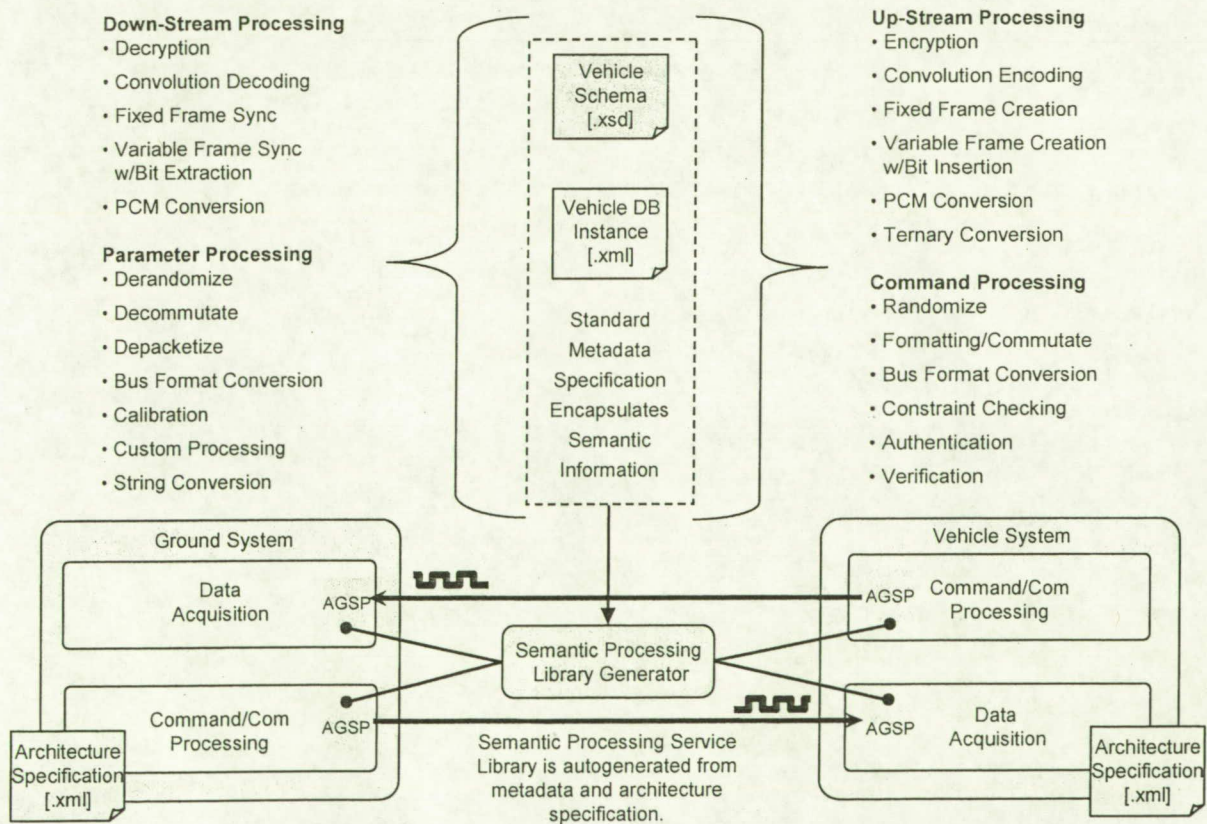 Down-Stream Processing
• Decryption
• Convolution Decoding
• Fixed Frame Sync
• Variable Frame Sync
w/Bit Extraction
• PCM Conversion
Parameter Processing
• Derandomize
• Decommutate
• Depacketize
• Bus Format Conversion
• Calibration
• Custom Processing
• String Conversion
Vehicle
Schema
[.xsd]
Vehicle DB
Instance
[.xml]
Standard
Metadata
Specification
Encapsulates
Semantic
Information
Up-Stream Processing
• Encryption
• Convolution Encoding
• Fixed Frame Creation
• Variable Frame Creation
w/Bit Insertion
• PCM Conversion
• Ternary Conversion
Command Processing
• Randomize
• Formatting/Commutate
• Bus Format Conversion
• Constraint Checking
• Authentication
• Verification
Ground System
Data
Acquisition
AGSP
Command/Com
Processing
AGSP
Architecture
Specification
[.xml]
Semantic Processing
Library Generator
Semantic Processing Service
Library is autogenerated from
metadata and architecture
specification.
Vehicle System
AGSP
Command/Com
Processing
AGSP
Data
Acquisition
Architecture
Specification
[.xml]